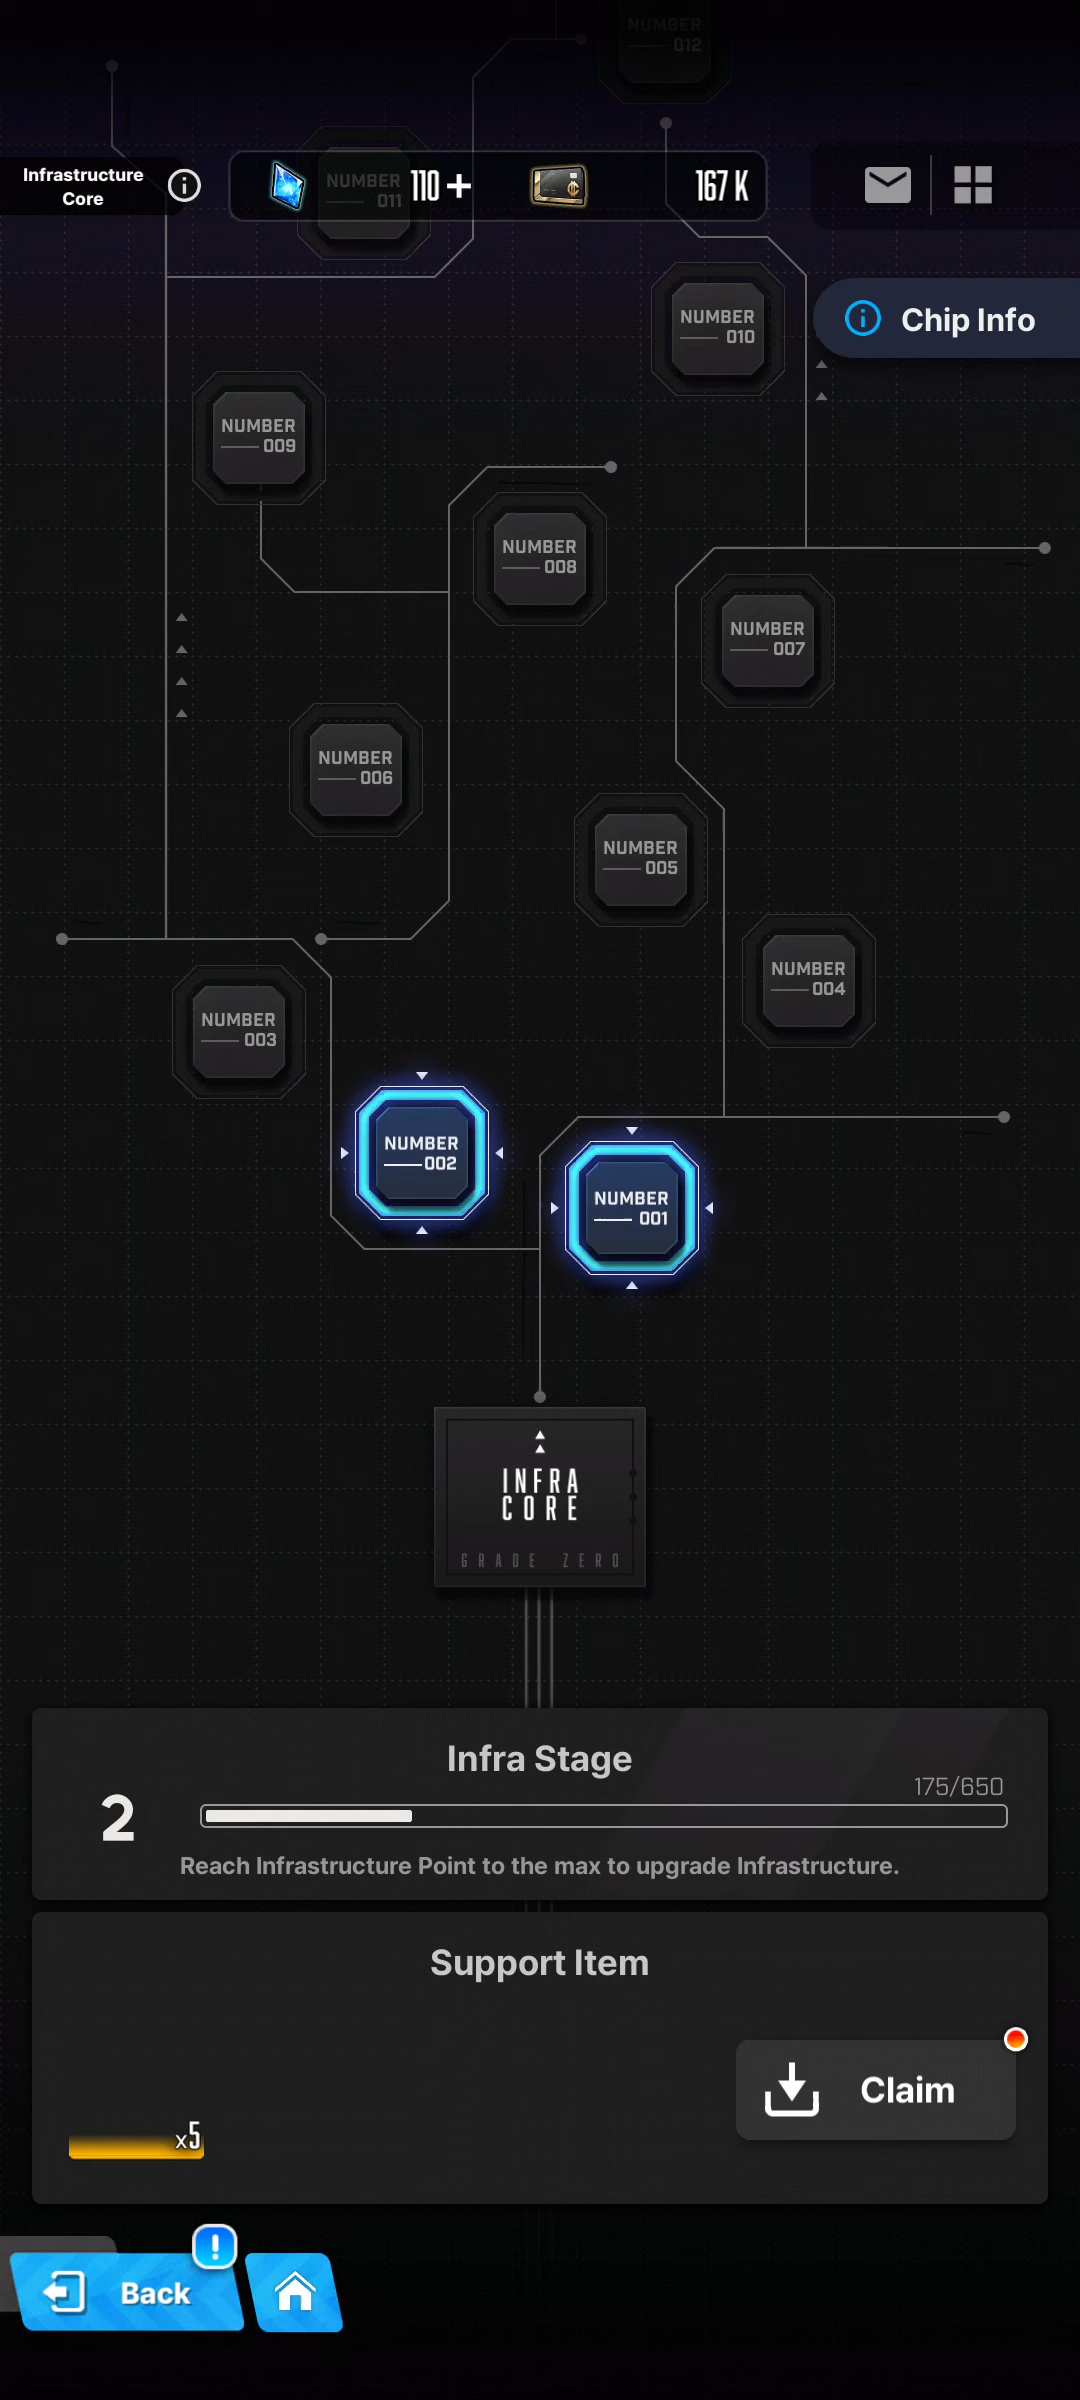 NUMBER
012
Infrastructure
Core
NUMBER
011
110
167 K
NUMBER
010
Chip Info
NUMBER
009
NUMBER
008
NUMBER
007
NUMBER
006
NUMBER
005
NUMBER
004
NUMBER
003
NUMBER
002
NUMBER
001
INFRA
CORE
GRADE ZERO
Infra Stage
175/650
2
Reach Infrastructure Point to the max to upgrade Infrastructure.
Support Item
Claim
x5
Back